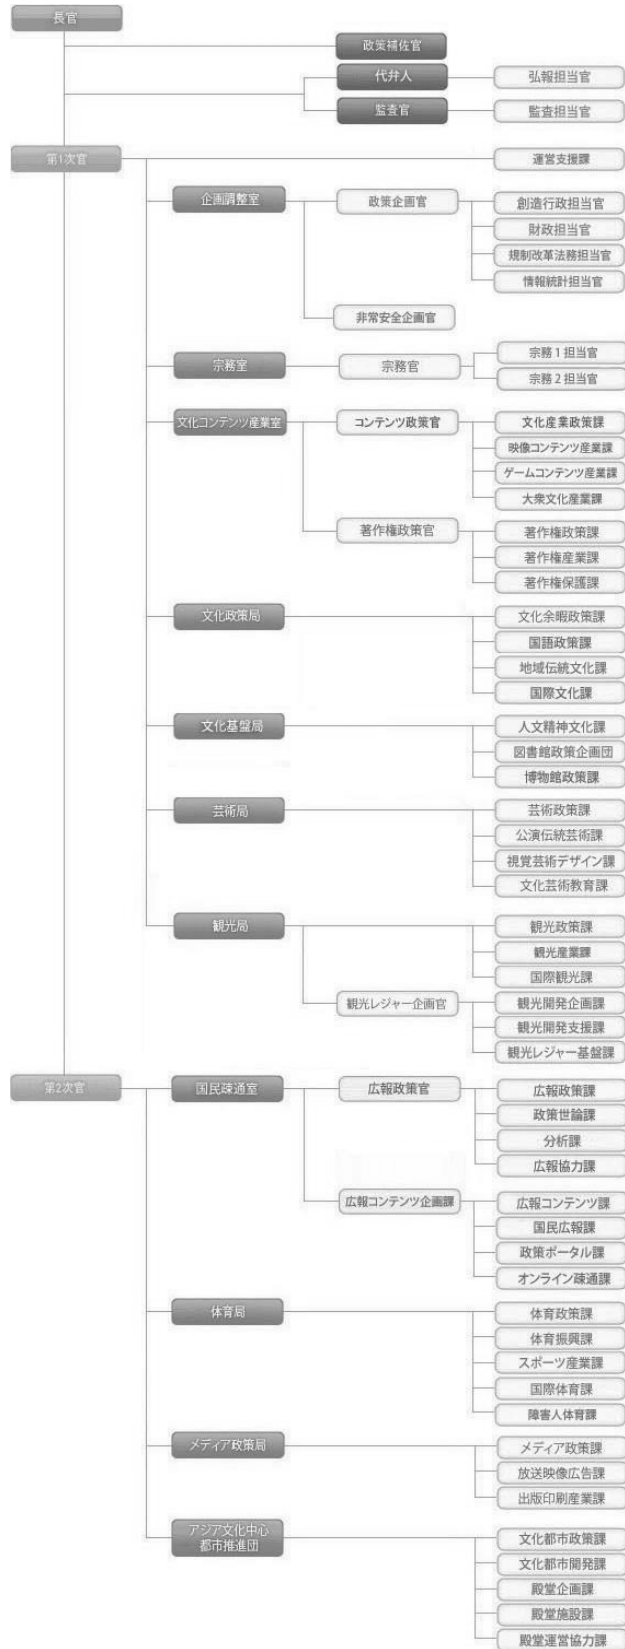 長官
政策補佐官
代弁人
弘報担当官
監査官
監査担当官
第1次官
運営支援課
企画調整室
政策企画官
創造行政担当官
財政担当官
規制改革法務担当官
情報統計担当官
非常安全企画官
宗務室
宗務官
宗務1担当官
宗務2担当官
文化コンテンツ産業室
コンテンツ政策官
文化産業政策課
映像コンテンツ産業課
ゲームコンテンツ産業課
大衆文化産業課
著作権政策官
著作権政策課
著作権産業課
著作権保護課
文化政策局
文化余暇政策課
国語政策課
地域伝統文化課
国際文化課
文化基盤局
人文精神文化課
図書館政策企画団
博物館政策課
芸術局
芸術政策課
公演伝統芸術課
視覚芸術デザイン課
文化芸術教育課
観光局
観光政策課
観光産業課
国際観光課
観光レジャー企画官
観光開発企画課
観光開発支援課
観光レジャー基盤課
第2次官
国民疎通室
広報政策官
広報政策課
政策世論課
分析課
広報協力課
広報コンテンツ企画課
広報コンテンツ課
国民広報課
政策ポータル課
オンライン疎通課
体育局
体育政策課
体育振興課
スポーツ産業課
国際体育課
障害人体育課
メディア政策局
メディア政策課
放送映像広告課
出版印刷産業課
アジア文化中心
都市推進団
文化都市政策課
文化都市開発課
殿堂企画課
殿堂施設課
殿堂運営協力課